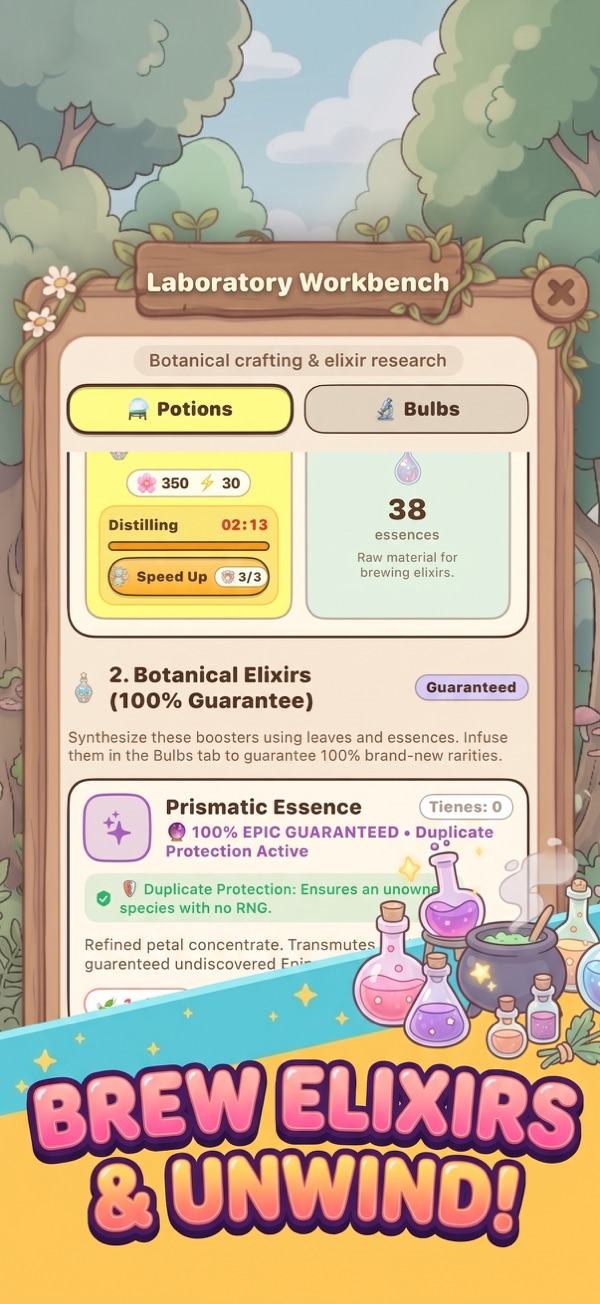 Laboratory Workbench
Botanical crafting & elixir research
Potions
Bulbs
350 30
Distilling 02:13
Speed Up 3/3
38
essences
Raw material for
brewing elixirs.
2. Botanical Elixirs
(100% Guarantee)
Guaranteed
Synthesize these boosters using leaves and essences. Infuse
them in the Bulbs tab to guarantee 100% brand-new rarities.
Prismatic Essence
Tienes: 0
100% EPIC GUARANTEED • Duplicate
Protection Active
Duplicate Protection: Ensures an unowne
species with no RNG.
Refined petal concentrate. Transmutes
guarenteed undiscovered
BREW ELIXIRS
& UNWIND!